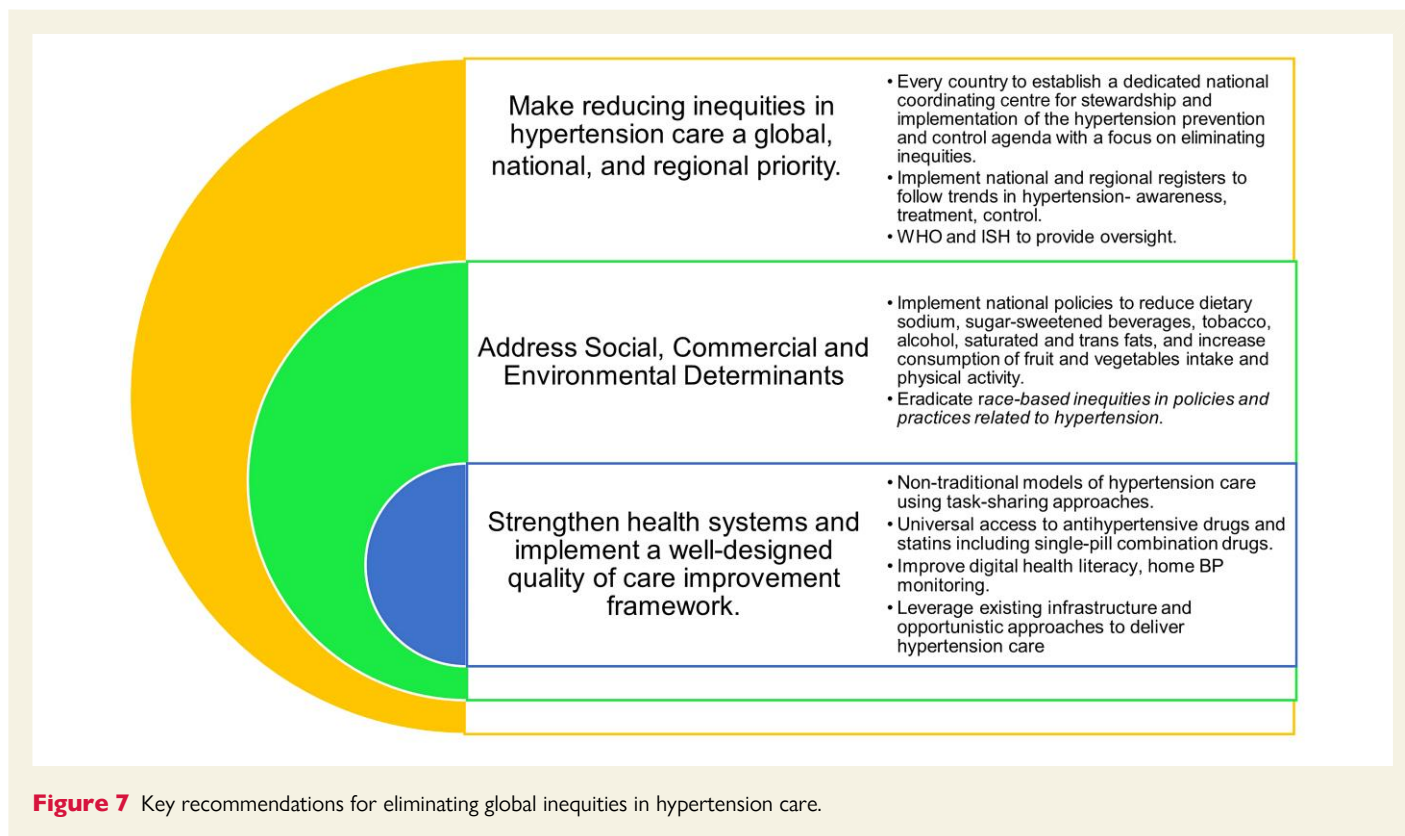 Make reducing inequities in
hypertension care a global,
national, and regional priority.
• Every country to establish a dedicated national
coordinating centre for stewardship and
implementation of the hypertension prevention
and control agenda with a focus on eliminating
inequities.
• Implement national and regional registers to
follow trends in hypertension- awareness,
treatment, control.
• WHO and ISH to provide oversight.
Address Social, Commercial and
Environmental Determinants
• Implement national policies to reduce dietary
sodium, sugar-sweetened beverages, tobacco,
alcohol, saturated and trans fats, and increase
consumption of fruit and vegetables intake and
physical activity.
• Eradicate race-based inequities in policies and
practices related to hypertension.
Strengthen health systems and
implement a well-designed
quality of care improvement
framework.
• Non-traditional models of hypertension care
using task-sharing approaches.
• Universal access to antihypertensive drugs and
statins including single-pill combination drugs.
• Improve digital health literacy, home BP
monitoring.
• Leverage existing infrastructure and
opportunistic approaches to deliver
hypertension care
Figure 7 Key recommendations for eliminating global inequities in hypertension care.